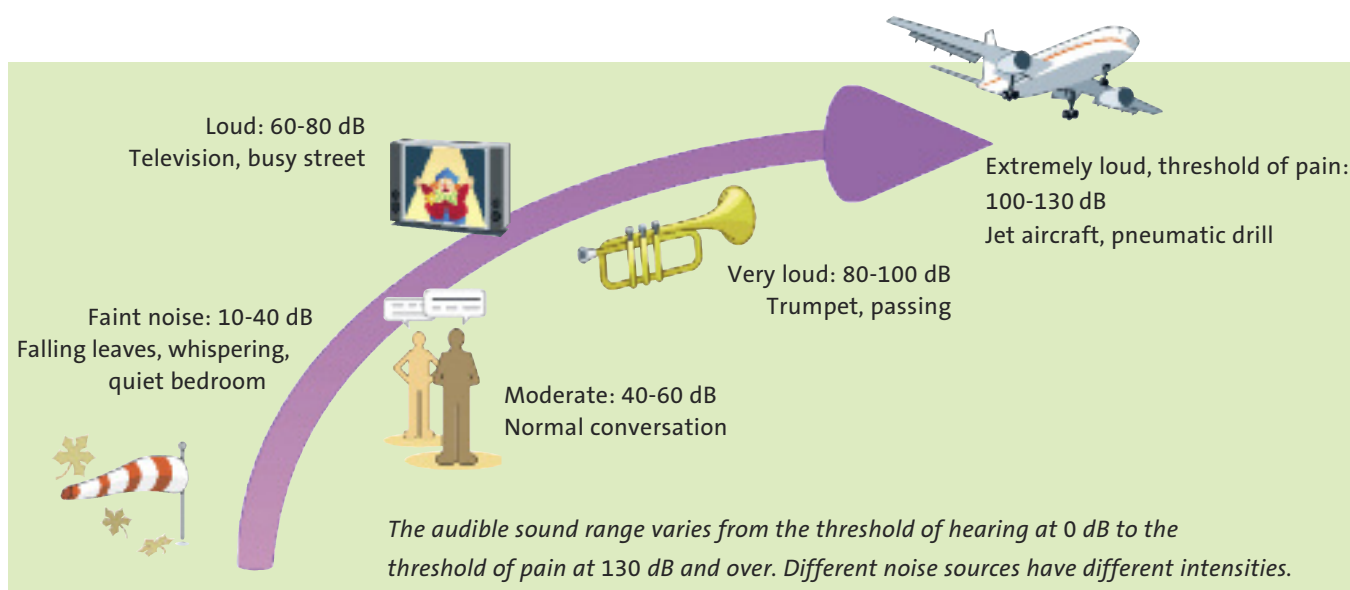 Loud: 60-80 dB
Television, busy street
Extremely loud, threshold of pain:
100-130 dB
Jet aircraft, pneumatic drill
Very loud: 80-100 dB
Trumpet, passing
Faint noise: 10-40 dB
Falling leaves, whispering,
quiet bedroom
Moderate: 40-60 dB
Normal conversation
The audible sound range varies from the threshold of hearing at 0 dB to the
threshold of pain at 130 dB and over. Different noise sources have different intensities.